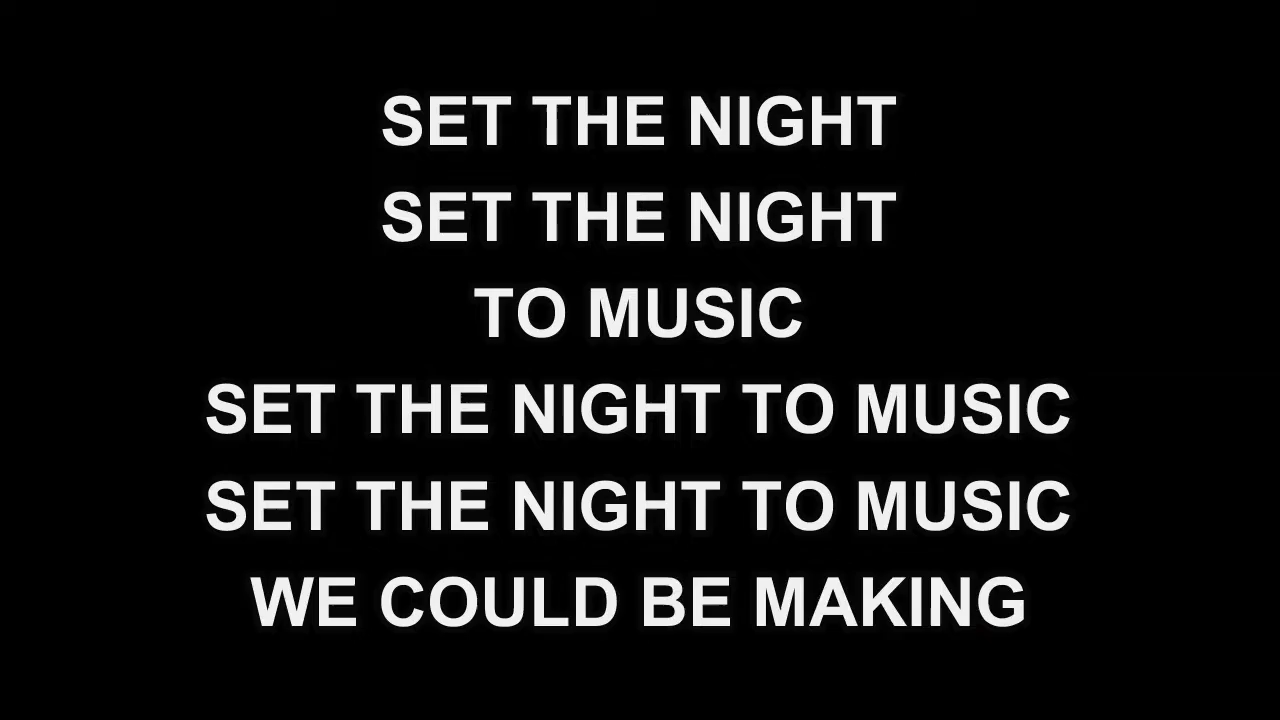 SET THE NIGHT
SET THE NIGHT
TO MUSIC
SET THE NIGHT TO MUSIC
SET THE NIGHT TO MUSIC
WE COULD BE MAKING